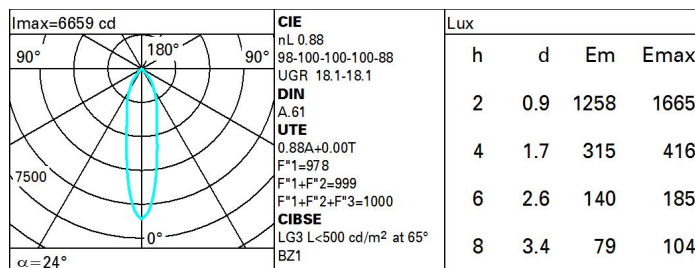 Imax=6659 cd
90° 180° 90°
7500
0°
α=24°
CIE
nL 0.88
98-100-100-100-88
UGR 18.1-18.1
DIN
A.61
UTE
0.88A+0.00T
F"1=978
F"1+F"2=999
F"1+F"2+F"3=1000
CIBSE
LG3 L<500 cd/m² at 65°
BZ1
Lux
h d Em Emax
2 0.9 1258 1665
4 1.7 315 416
6 2.6 140 185
8 3.4 79 104